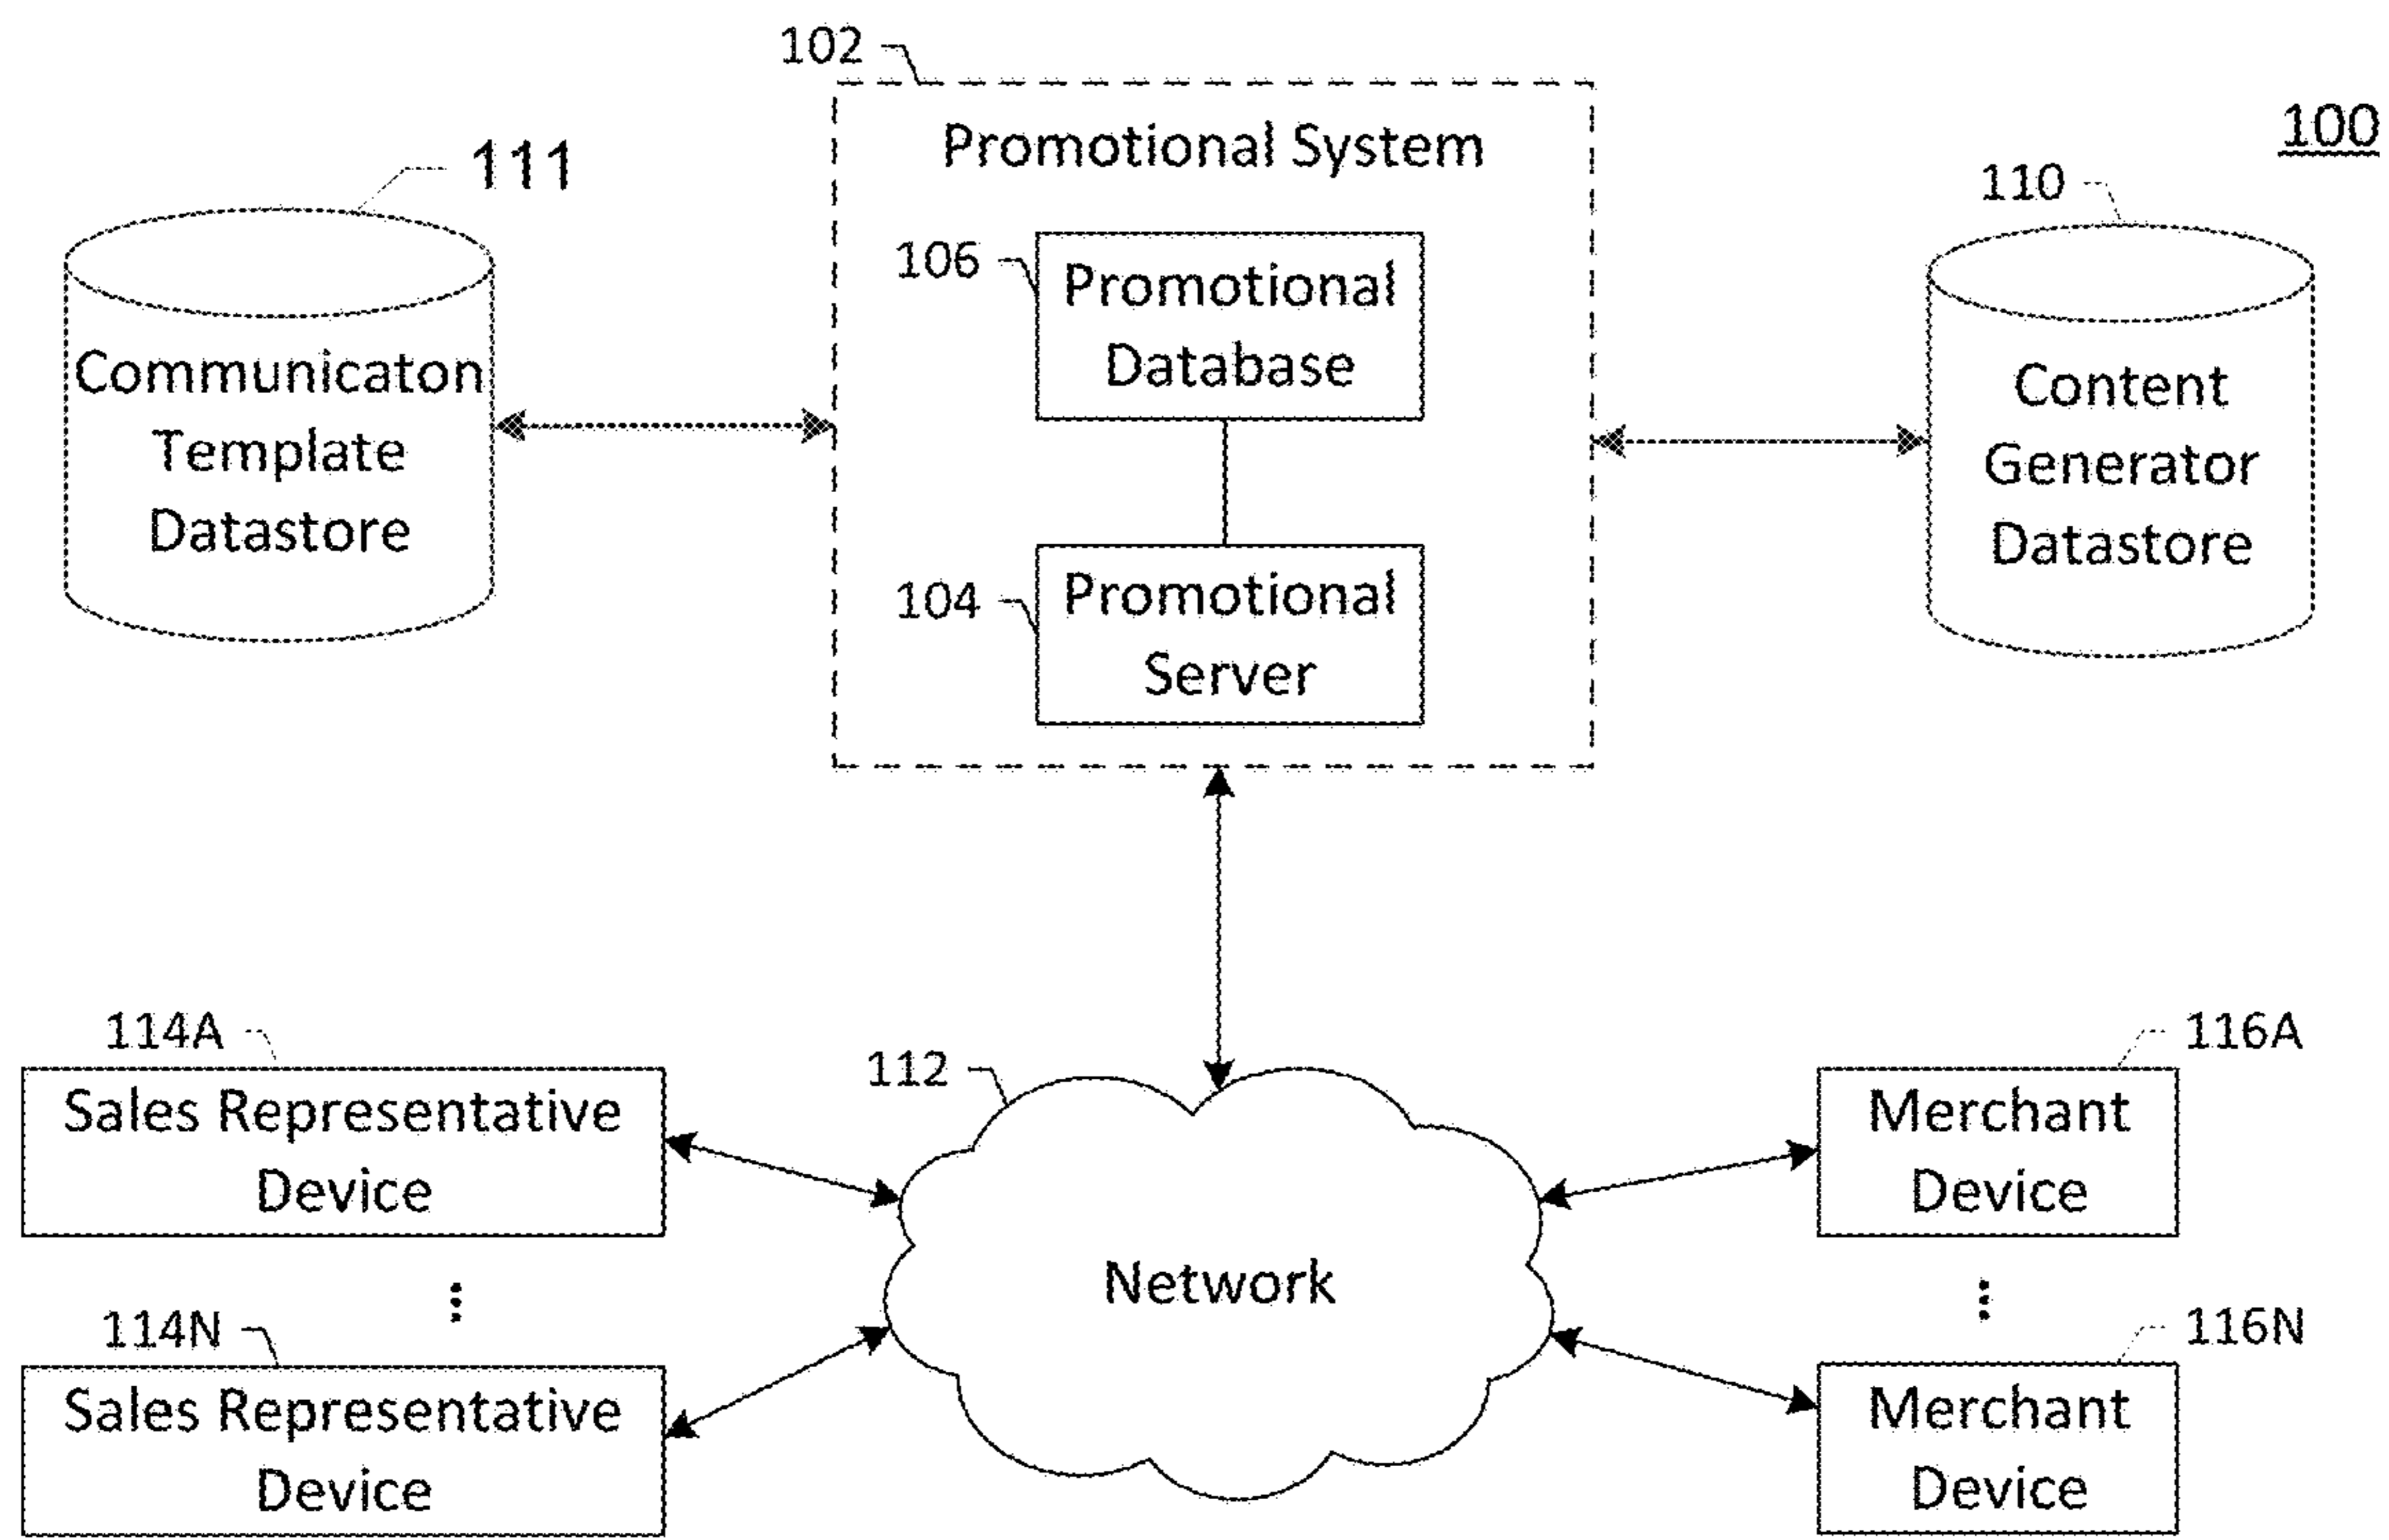 102
Promotional System
100
111
110
106
Promotional
Database
Communicaton
Template
Datastore
Content
Generator
Datastore
104
Promotional
Server
114A
Sales Representative
Device
112
116A
Merchant
Device
Network
114N
Sales Representative
Device
116N
Merchant
Device